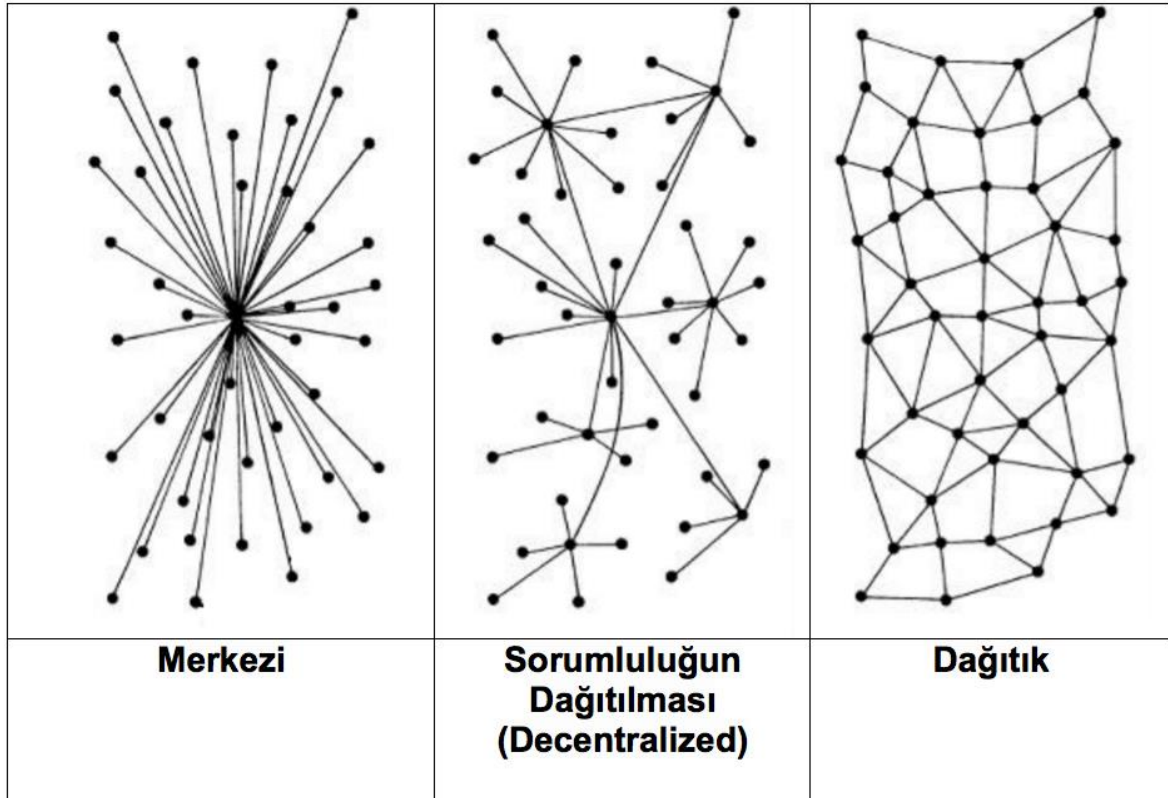 Merkezi
Sorumluluğun
Dağıtılması
(Decentralized)
Dağıtık